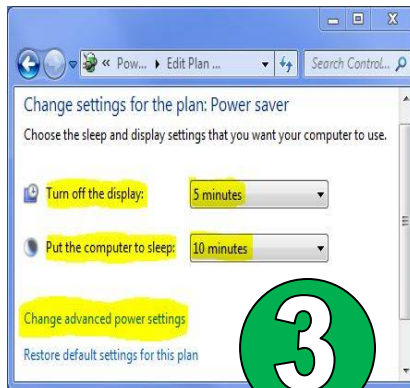 « Pow... Edit Plan ... Search Control...
Change settings for the plan: Power saver
Choose the sleep and display settings that you want your computer to use.
Turn off the display: 5 minutes
Put the computer to sleep: 10 minutes
Change advanced power settings
Restore default settings for this plan
3